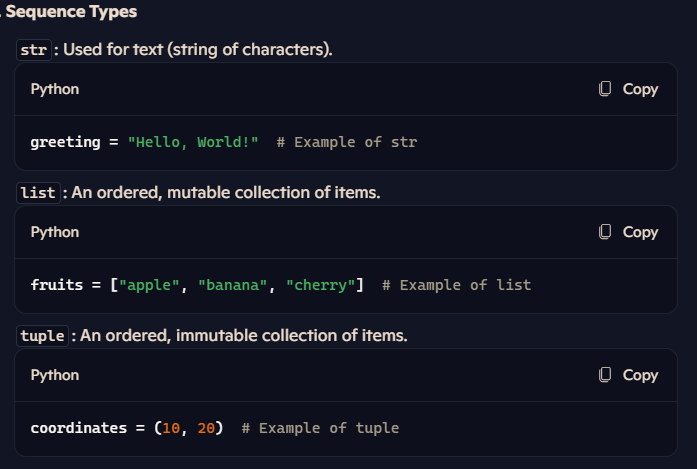 . Sequence Types
str : Used for text (string of characters).
Python Copy
greeting = "Hello, World!"  # Example of str
list : An ordered, mutable collection of items.
Python Copy
fruits = ["apple", "banana", "cherry"]  # Example of list
tuple : An ordered, immutable collection of items.
Python Copy
coordinates = (10, 20)  # Example of tuple